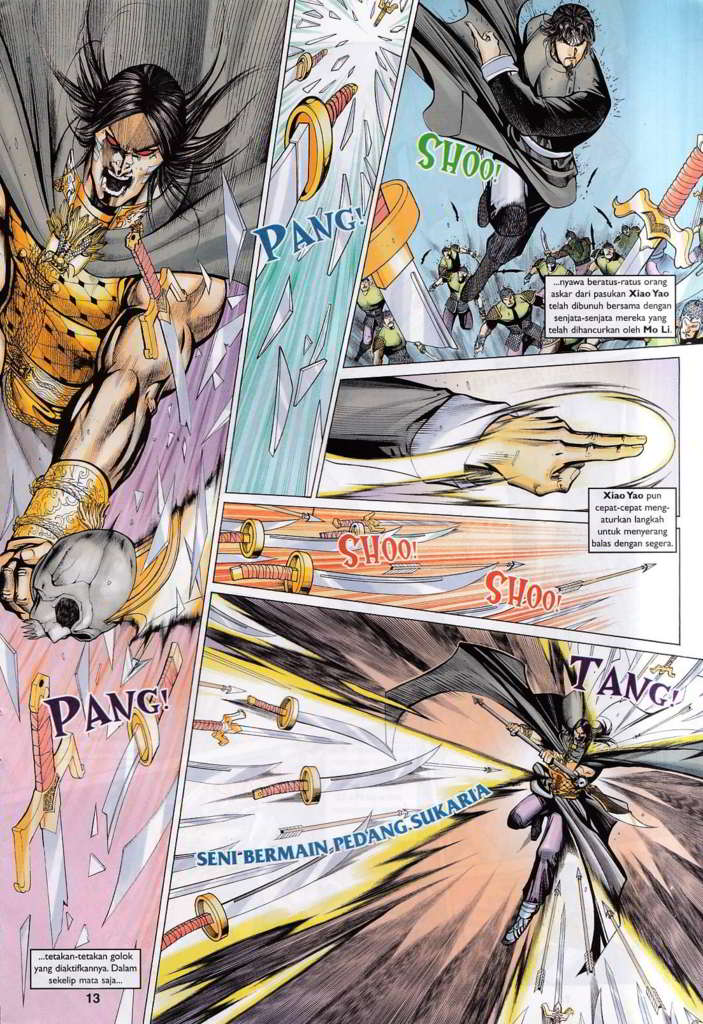 PANG!
PANG!
...tetakan-tetakan golok
yang diaktifkannya. Dalam
sekelip mata saja...
SHOO!
...nyawa beratus-ratus orang
askar dari pasukan Xiao Yao
telah dibunuh bersama dengan
senjata-senjata mereka yang
telah dihancurkan oleh Mo Li.
Xiao Yao pun
cepat-cepat meng-
aturkan langkah
untuk menyerang
balas dengan segera.
SHOO!
SHOO!
TANG!
SENI BERMAIN PEDANG SUKARIA
13